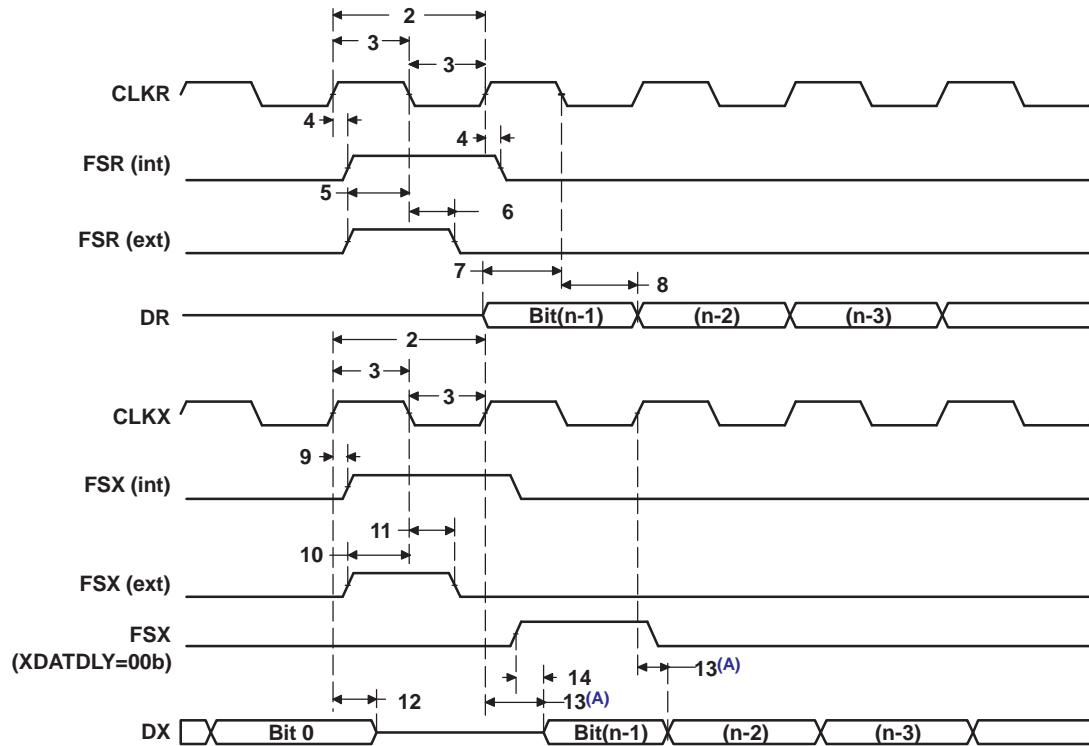 2
3
3
CLKR
4
4
FSR (int)
5
6
FSR (ext)
7
8
DR
Bit(n-1)
(n-2)
(n-3)
2
3
3
CLKX
9
FSX (int)
11
10
FSX (ext)
FSX
(XDATDLY=00b)
14
13(A)
12
13(A)
DX
Bit 0
Bit(n-1)
(n-2)
(n-3)